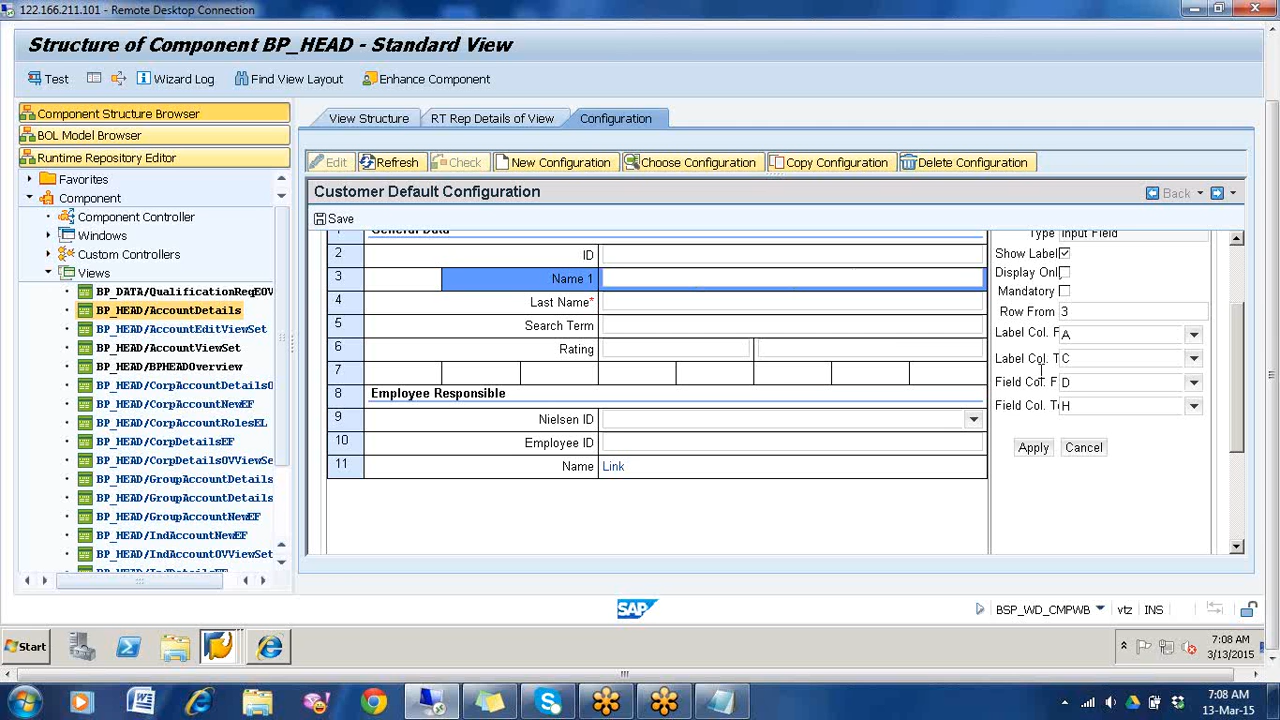 122.166.211.101 - Remote Desktop Connection
Structure of Component BP_HEAD - Standard View
Test
Wizard Log
Find View Layout
Enhance Component
Component Structure Browser
BOL Model Browser
Runtime Repository Editor
Favorites
Component
Component Controller
Windows
Custom Controllers
Views
BP_DATA/QualificationReqEOV
BP_HEAD/AccountDetails
BP_HEAD/AccountEditViewSet
BP_HEAD/AccountViewSet
BP_HEAD/BPHEADOverview
BP_HEAD/CorpAccountDetailsO
BP_HEAD/CorpAccountNewEF
BP_HEAD/CorpAccountRolesEL
BP_HEAD/CorpDetailsEF
BP_HEAD/CorpDetailsOVViewSe
BP_HEAD/GroupAccountDetails
BP_HEAD/GroupAccountDetails
BP_HEAD/GroupAccountNewEF
BP_HEAD/IndAccountNewEF
BP_HEAD/IndAccountOVViewSet
BP_HEAD/IndDetailsEF
View Structure
RT Rep Details of View
Configuration
Edit
Refresh
Check
New Configuration
Choose Configuration
Copy Configuration
Delete Configuration
Customer Default Configuration
Back
Save
1 General Data
2 ID
3 Name 1
4 Last Name*
5 Search Term
6 Rating
7
8 Employee Responsible
9 Nielsen ID
10 Employee ID
11 Name Link
Type Input Field
Show Label
Display Onl
Mandatory
Row From 3
Label Col. F A
Label Col. T C
Field Col. F D
Field Col. To H
Apply
Cancel
SAP
BSP_WD_CMPWB
vtz
INS
Start
7:08 AM
3/13/2015
7:08 AM
13-Mar-15